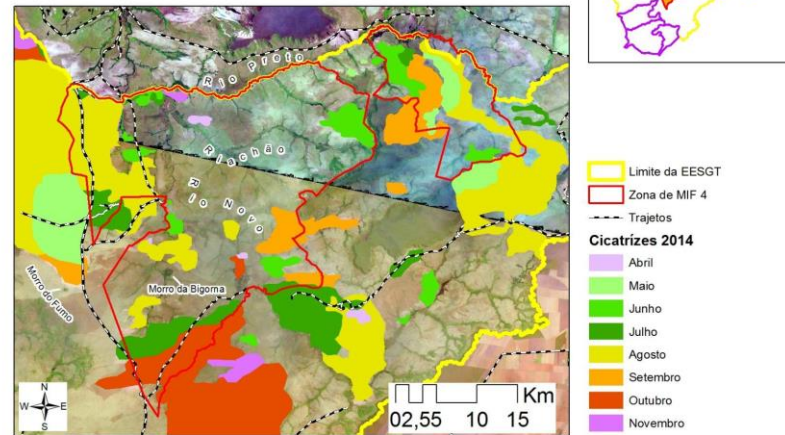 Rio Preto
Riachão
Rio Novo
Morro do Fumo
Morro da Bigorna
N
W E
S
Km
02,55 10 15
Limite da EESGT
Zona de MIF 4
Trajetos
Cicatrízes 2014
Abril
Maio
Junho
Julho
Agosto
Setembro
Outubro
Novembro